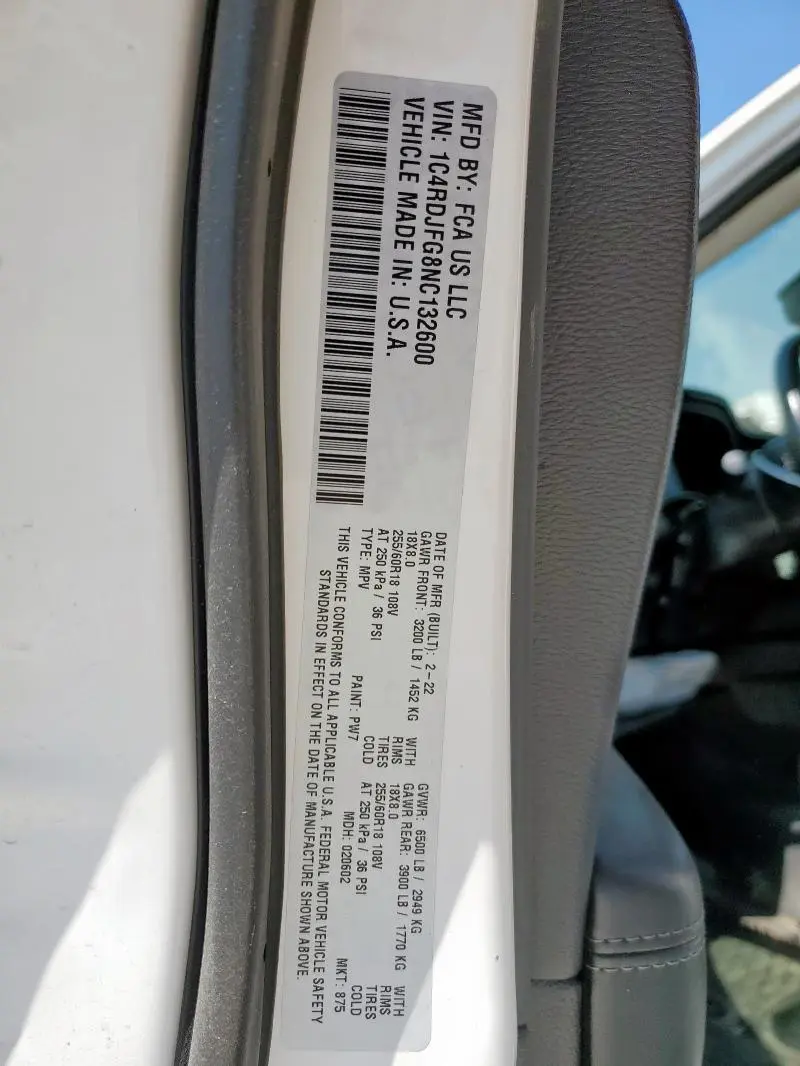 MFD BY: FCA US LLC
VIN: 1C4RDJFG8NC132600
VEHICLE MADE IN: U.S.A.
DATE OF MFR (BUILT): 2-22
GVWR: 6500 LB / 2949 KG
GAWR FRONT: 3200 LB / 1452 KG WITH
GAWR REAR: 3900 LB / 1770 KG WITH
18X8.0 RIMS
18X8.0 RIMS
255/60R18 108V TIRES
255/60R18 108V TIRES
AT 250 kPa / 36 PSI COLD
AT 250 kPa / 36 PSI COLD
TYPE: MPV PAINT: PW7 MDH: 020602 MKT: 875
THIS VEHICLE CONFORMS TO ALL APPLICABLE U.S.A. FEDERAL MOTOR VEHICLE SAFETY
STANDARDS IN EFFECT ON THE DATE OF MANUFACTURE SHOWN ABOVE.